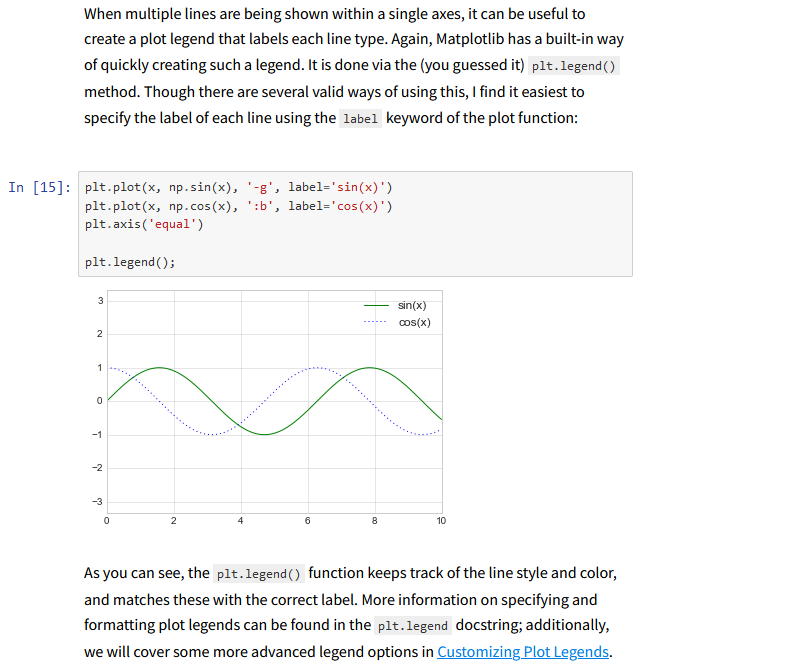 When multiple lines are being shown within a single axes, it can be useful to
create a plot legend that labels each line type. Again, Matplotlib has a built-in way
of quickly creating such a legend. It is done via the (you guessed it) plt.legend()
method. Though there are several valid ways of using this, I find it easiest to
specify the label of each line using the label keyword of the plot function:
In [15]: plt.plot(x, np.sin(x), '-g', label='sin(x)')
plt.plot(x, np.cos(x), ':b', label='cos(x)')
plt.axis('equal')
plt.legend();
sin(x)
cos(x)
3
2
1
0
−1
−2
−3
0 2 4 6 8 10
As you can see, the plt.legend() function keeps track of the line style and color,
and matches these with the correct label. More information on specifying and
formatting plot legends can be found in the plt.legend docstring; additionally,
we will cover some more advanced legend options in Customizing Plot Legends.